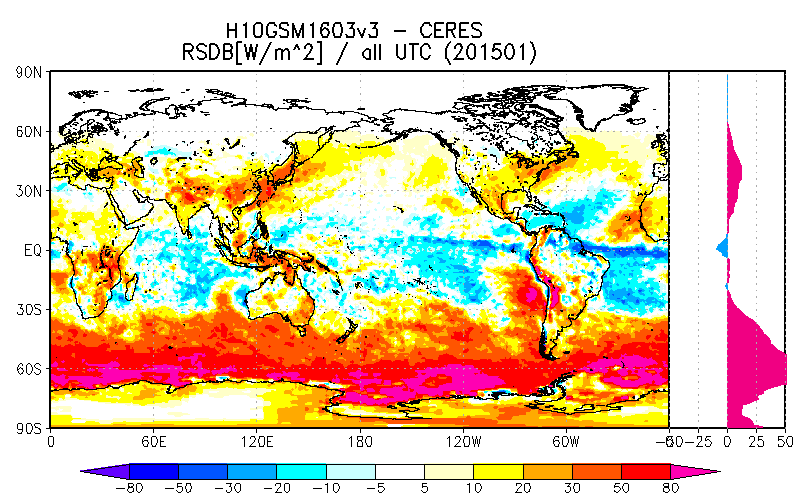 H10GSM1603v3 - CERES
RSDB[W/m^2] / all UTC (201501)
90N
60N
30N
EQ
30S
60S
90S
0 60E 120E 180 120W 60W 0
-50 -25 0 25 50
-80 -50 -30 -20 -10 -5 5 10 20 30 50 80